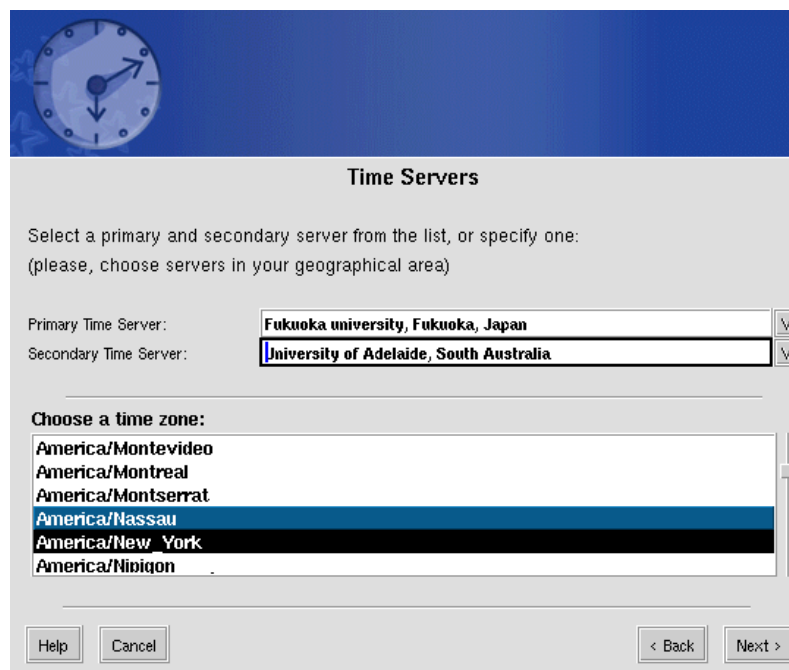 Time Servers
Select a primary and secondary server from the list, or specify one:
(please, choose servers in your geographical area)
Primary Time Server: Fukuoka university, Fukuoka, Japan
Secondary Time Server: University of Adelaide, South Australia
Choose a time zone:
America/Montevideo
America/Montreal
America/Montserrat
America/Nassau
America/New_York
America/Nipigon
Help Cancel < Back Next >